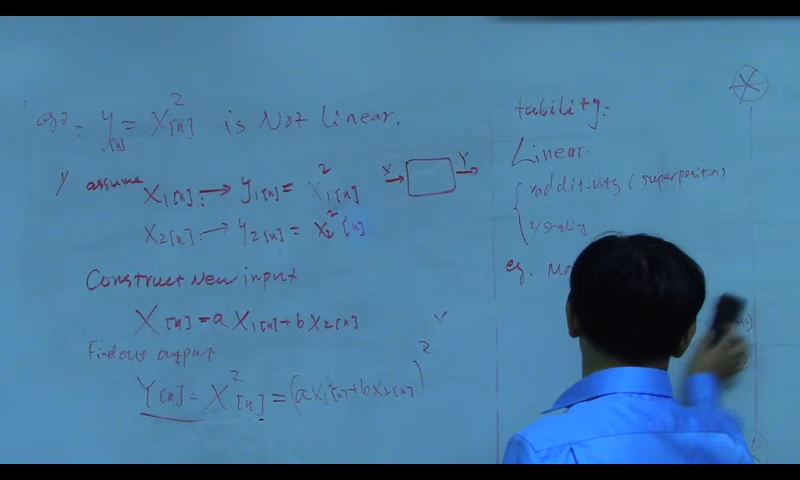 eg2: y[n] = X²[n] is Not linear.
y assume X1[n]. → y1[n] = X1²[n]
X2[n]. → y2[n] = X2²[n]
Construct New input
X[n] = a X1[n] + b X2[n]
Find out output
Y[n] = X²[n] = (a X1[n] + b X2[n])²
X → Y
tability:
Linear.
additivity (superposition)
2) Scaling
eg.
X